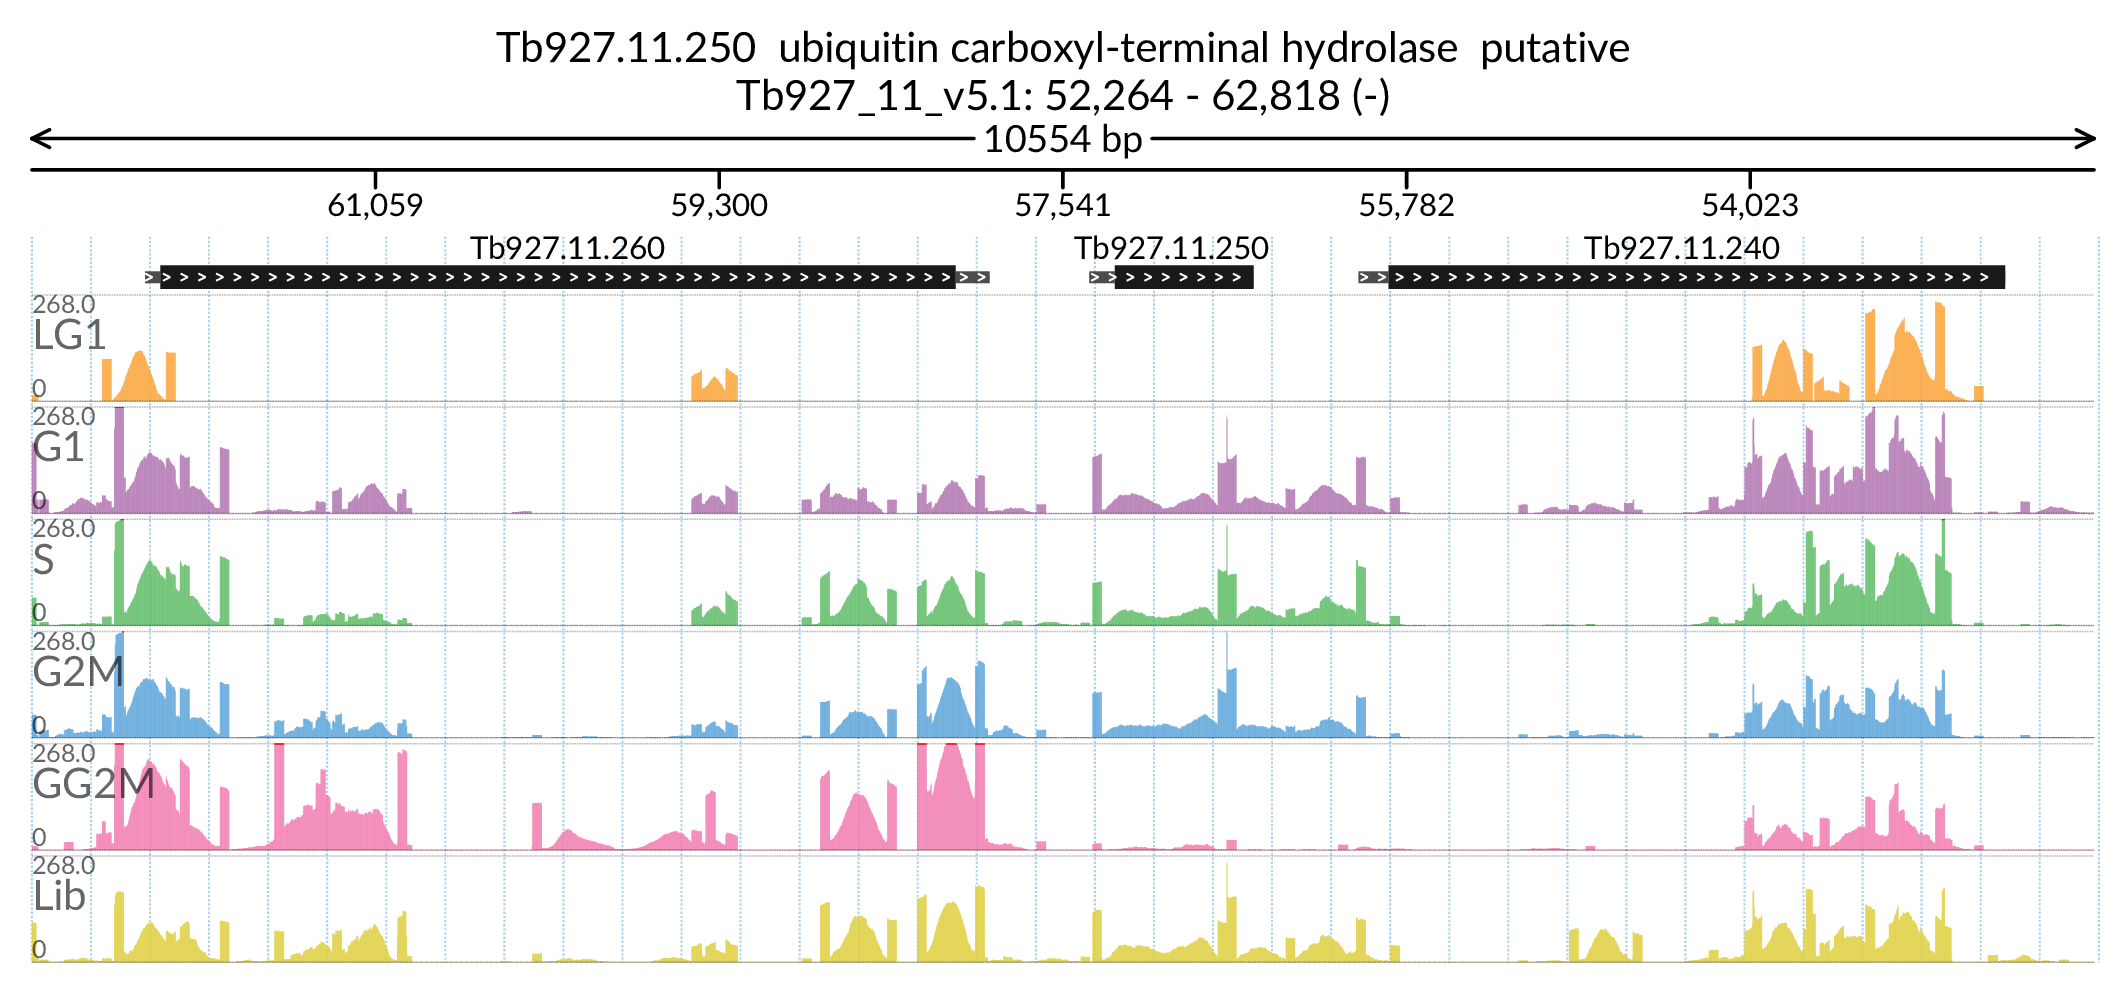 Tb927.11.250  ubiquitin carboxyl-terminal hydrolase  putative
Tb927_11_v5.1: 52,264 - 62,818 (-)
10554 bp
61,059 59,300 57,541 55,782 54,023
Tb927.11.260 Tb927.11.250 Tb927.11.240
268.0
LG1
0
268.0
G1
0
268.0
S
0
268.0
G2M
0
268.0
GG2M
0
268.0
Lib
0